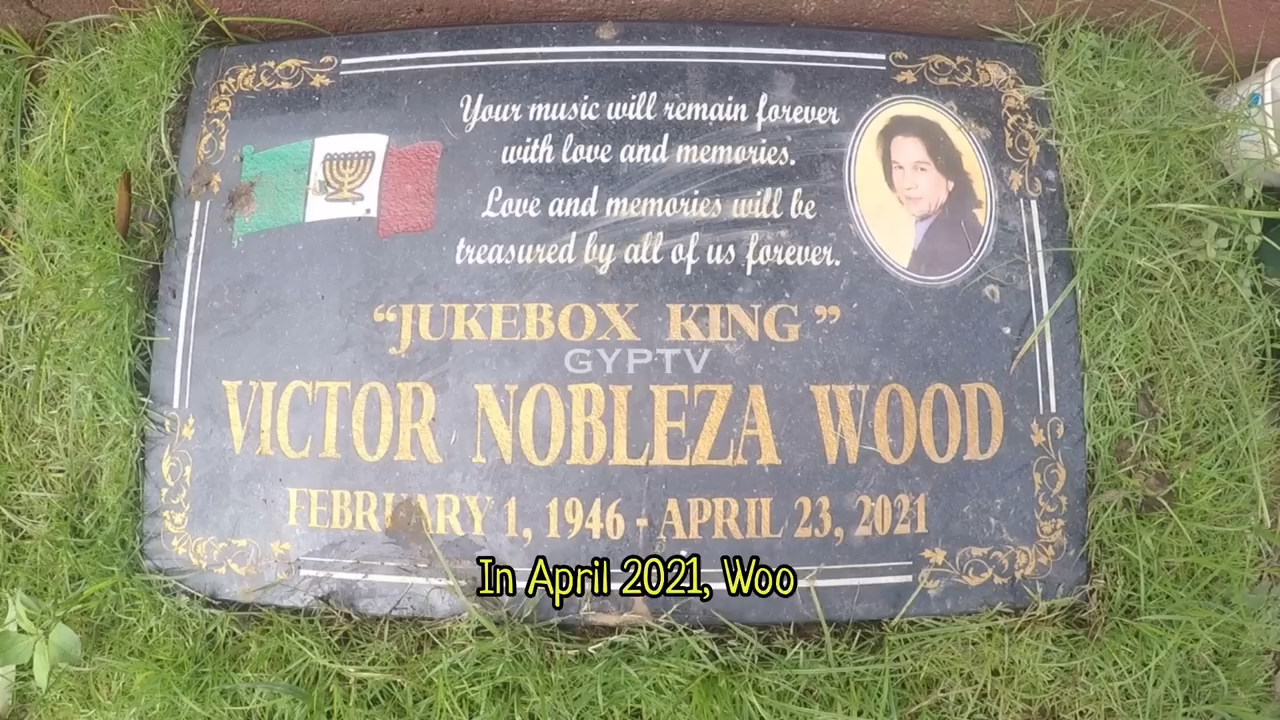 Your music will remain forever
with love and memories.
Love and memories will be
treasured by all of us forever.
“JUKEBOX KING”
GYPTV
VICTOR NOBLEZA WOOD
FEBRUARY 1, 1946 - APRIL 23, 2021
In April 2021, Woo